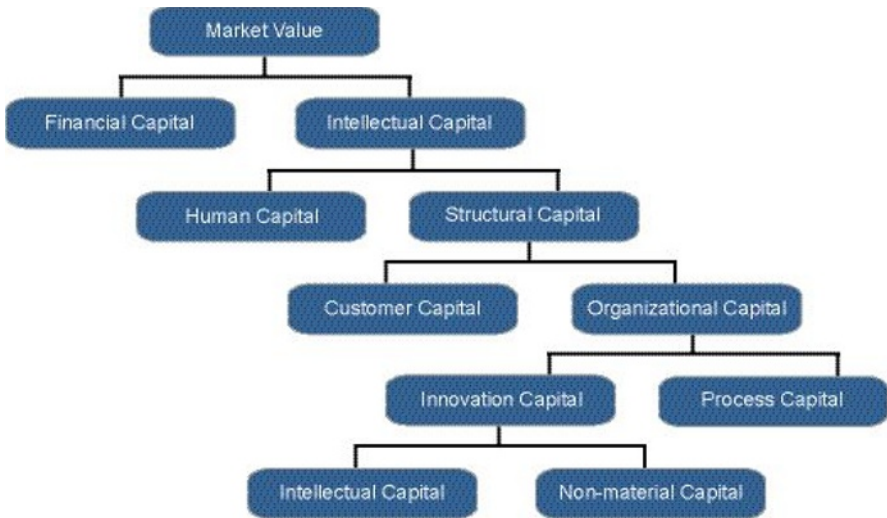 Market Value
Financial Capital
Intellectual Capital
Human Capital
Structural Capital
Customer Capital
Organizational Capital
Innovation Capital
Process Capital
Intellectual Capital
Non-material Capital